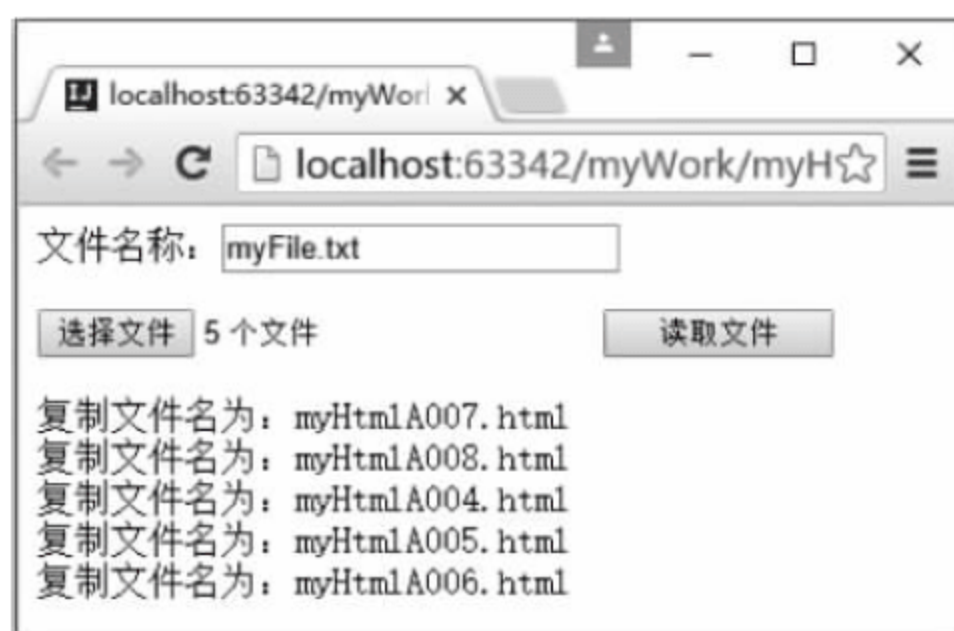 localhost:63342/myWor
localhost:63342/myWork/myH
文件名称：myFile.txt
选择文件 5 个文件 读取文件
复制文件名为：myHtmlA007.html
复制文件名为：myHtmlA008.html
复制文件名为：myHtmlA004.html
复制文件名为：myHtmlA005.html
复制文件名为：myHtmlA006.html